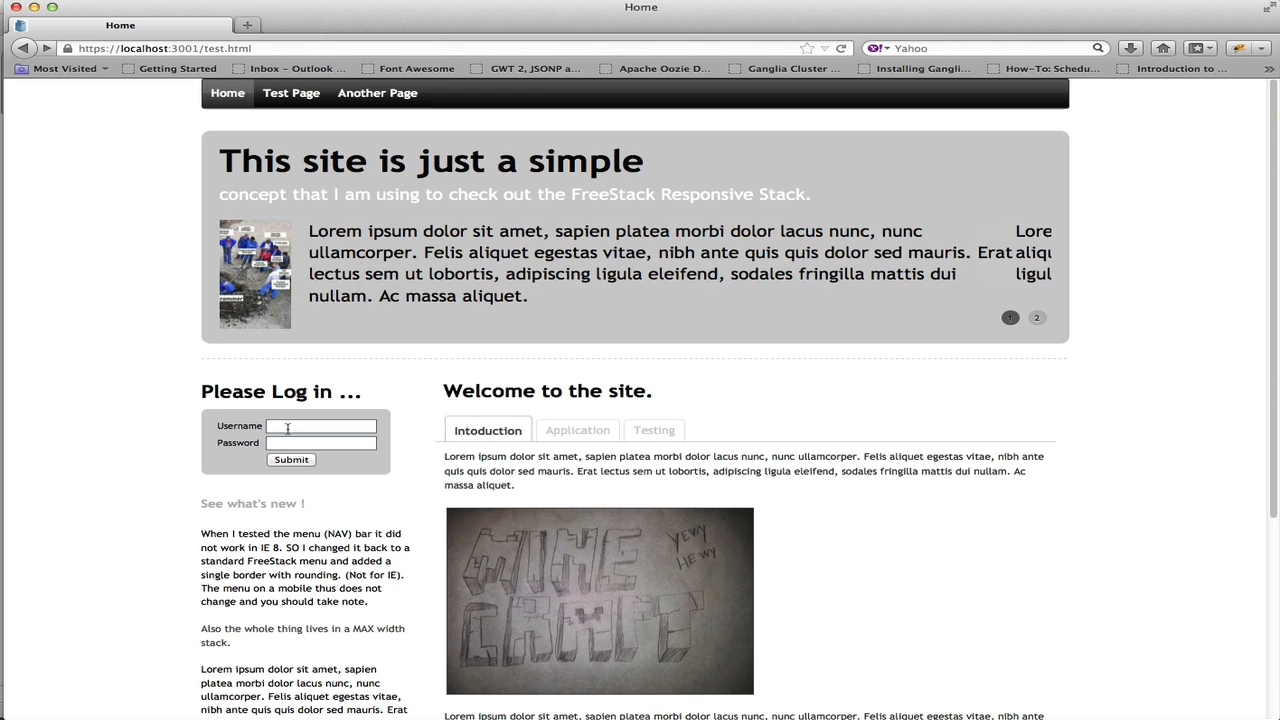 Home
Home
https://localhost:3001/test.html
Yahoo
Most Visited
Getting Started
Inbox – Outlook ...
Font Awesome
GWT 2, JSONP a...
Apache Oozie D...
Ganglia Cluster ...
Installing Gangli...
How-To: Schedu...
Introduction to ...
Home Test Page Another Page
This site is just a simple
concept that I am using to check out the FreeStack Responsive Stack.
Lorem ipsum dolor sit amet, sapien platea morbi dolor lacus nunc, nunc
ullamcorper. Felis aliquet egestas vitae, nibh ante quis quis dolor sed mauris. Erat
lectus sem ut lobortis, adipiscing ligula eleifend, sodales fringilla mattis dui
nullam. Ac massa aliquet.
Lore
aliqu
ligul
1 2
Please Log in ...
Username
Password
Submit
See what's new !
When I tested the menu (NAV) bar it did
not work in IE 8. SO I changed it back to
a standard FreeStack menu and added a
single border with rounding. (Not for IE).
The menu on a mobile thus does not
change and you should take note.
Also the whole thing lives in a MAX width
stack.
Lorem ipsum dolor sit amet, sapien
platea morbi dolor lacus nunc, nunc
ullamcorper. Felis aliquet egestas vitae,
nibh ante quis quis dolor sed mauris. Erat
Welcome to the site.
Intoduction Application Testing
Lorem ipsum dolor sit amet, sapien platea morbi dolor lacus nunc, nunc ullamcorper. Felis aliquet egestas vitae, nibh ante
quis quis dolor sed mauris. Erat lectus sem ut lobortis, adipiscing ligula eleifend, sodales fringilla mattis dui nullam. Ac
massa aliquet.
MINE
CRAFT
YEWY
HEWY
Lorem ipsum dolor sit amet, sapien platea morbi dolor lacus nunc, nunc ullamcorper. Felis aliquet egestas vitae, nibh ante